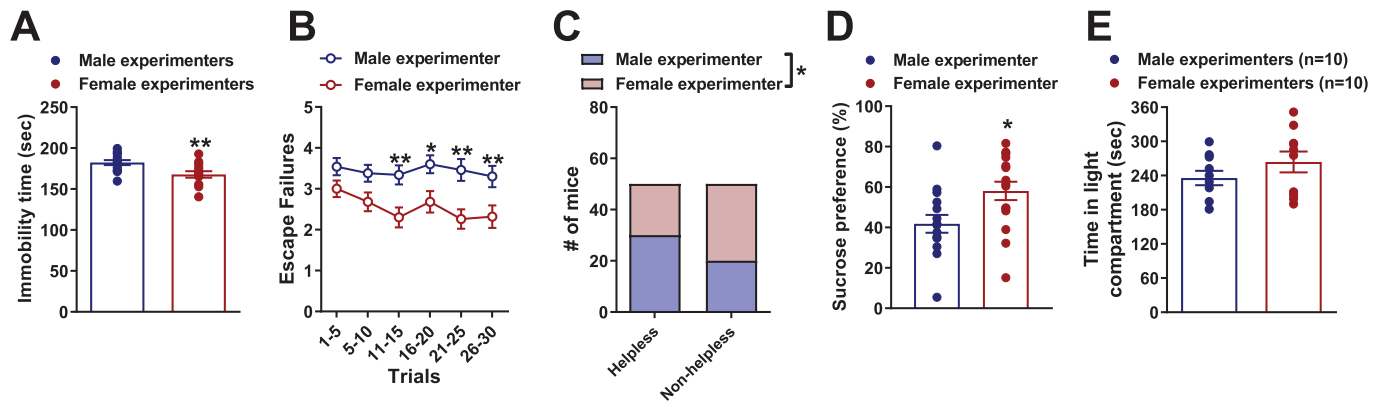 A
Male experimenters
Female experimenters
Immobility time (sec)
250
200
150
100
50
0
**
B
Male experimenter
Female experimenter
Escape Failures
5
4
3
2
1
0
**
*
**
**
1-5
5-10
11-15
16-20
21-25
26-30
Trials
C
Male experimenter
Female experimenter
*
# of mice
80
60
40
20
0
Helpless
Non-helpless
D
Male experimenter
Female experimenter
Sucrose preference (%)
100
80
60
40
20
0
*
E
Male experimenters (n=10)
Female experimenters (n=10)
Time in light
compartment (sec)
360
300
240
180
120
60
0